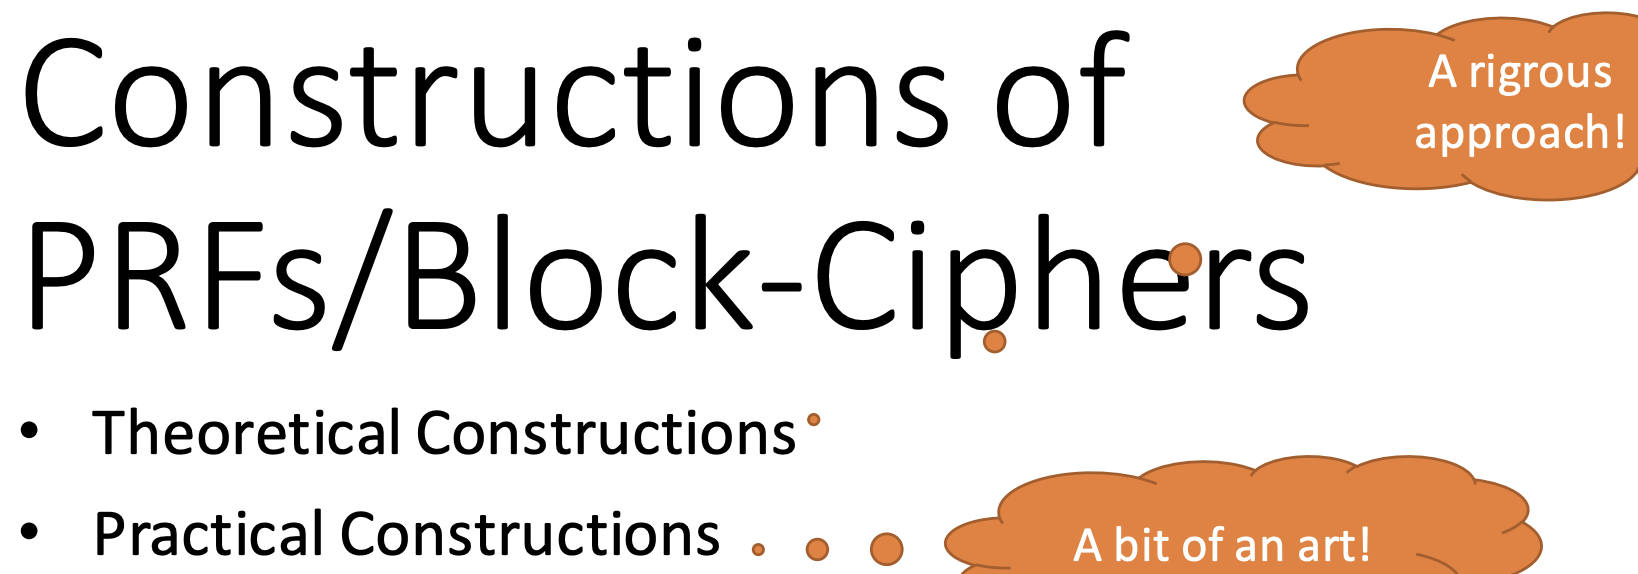 Constructions of
PRFs/Block-Ciphers
A rigrous
approach!
• Theoretical Constructions
• Practical Constructions
A bit of an art!